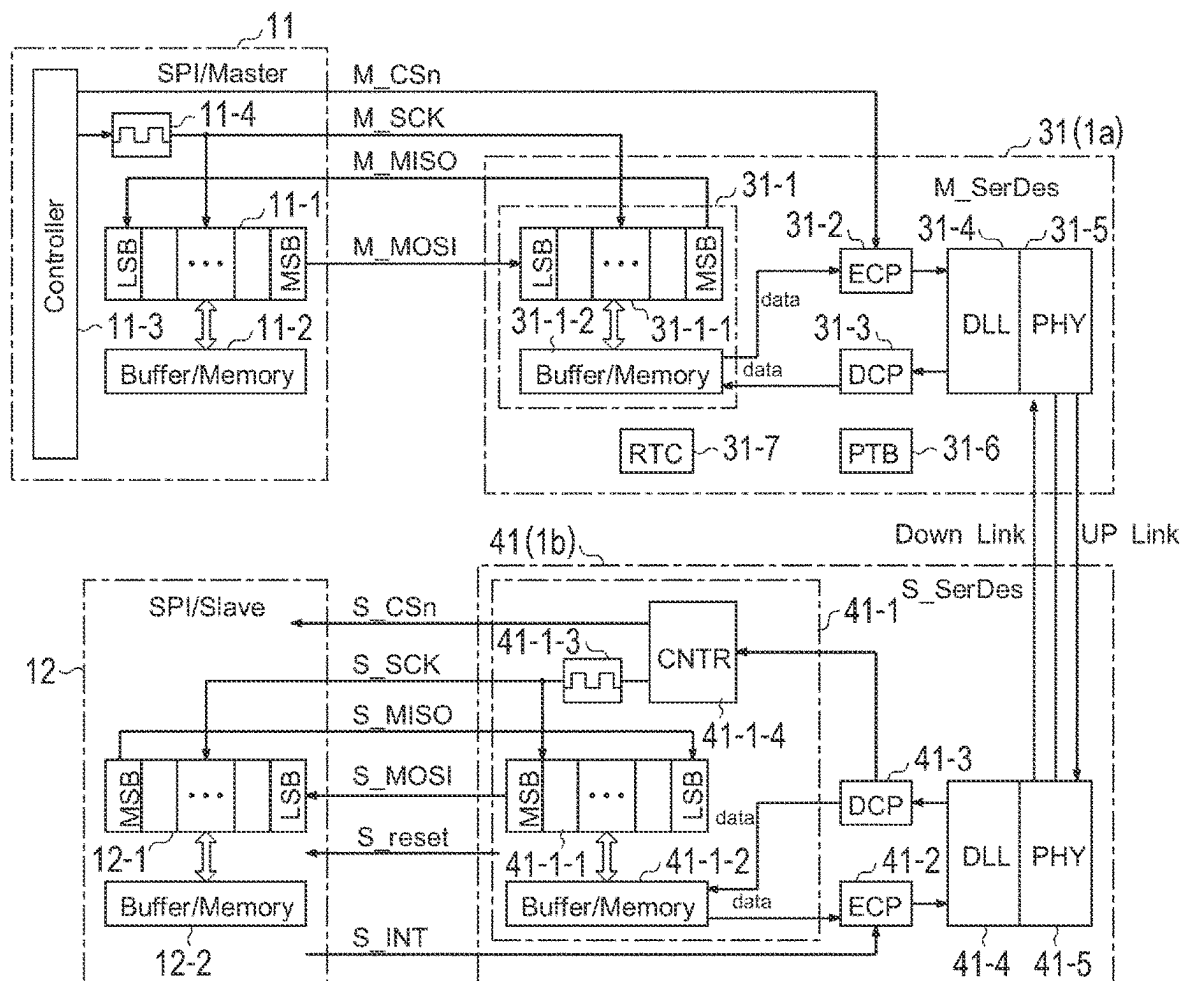 11
SPI/Master
M_CSn
11-4
M_SCK
31(1a)
M_MISO
31-1
M_SerDes
11-1
31-2
31-4
31-5
Controller
LSB
...
MSB
M_MOSI
LSB
...
MSB
ECP
data
DLL
PHY
11-3
11-2
31-1-2
31-1-1
31-3
Buffer/Memory
Buffer/Memory
data
DCP
RTC
31-7
PTB
31-6
41(1b)
Down Link
UP Link
SPI/Slave
S_CSn
S_SerDes
41-1
41-1-3
CNTR
12
S_SCK
S_MISO
41-1-4
41-3
MSB
...
LSB
S_MOSI
MSB
...
LSB
DCP
data
DLL
PHY
12-1
S_reset
41-1-1
41-1-2
41-2
Buffer/Memory
Buffer/Memory
data
ECP
12-2
S_INT
41-4
41-5